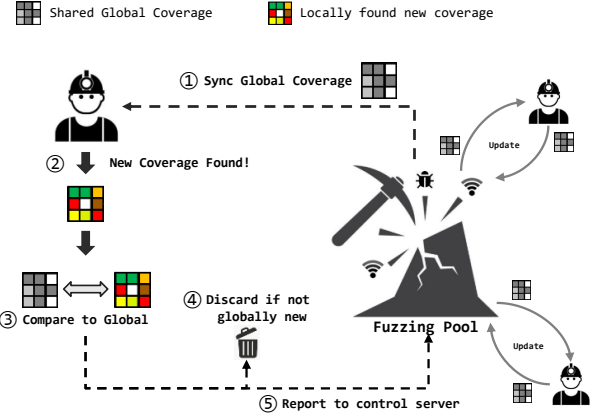 Shared Global Coverage
Locally found new coverage
① Sync Global Coverage
② New Coverage Found!
Update
③ Compare to Global
④ Discard if not
globally new
Fuzzing Pool
Update
⑤ Report to control server